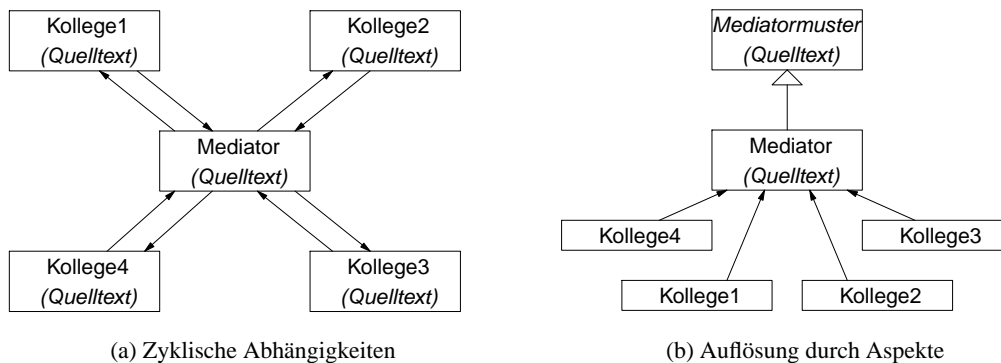 Kollege1
(Quelltext)
Kollege2
(Quelltext)
Mediator
(Quelltext)
Kollege4
(Quelltext)
Kollege3
(Quelltext)
(a) Zyklische Abhängigkeiten
Mediatormuster
(Quelltext)
Mediator
(Quelltext)
Kollege4
Kollege3
Kollege1
Kollege2
(b) Auflösung durch Aspekte